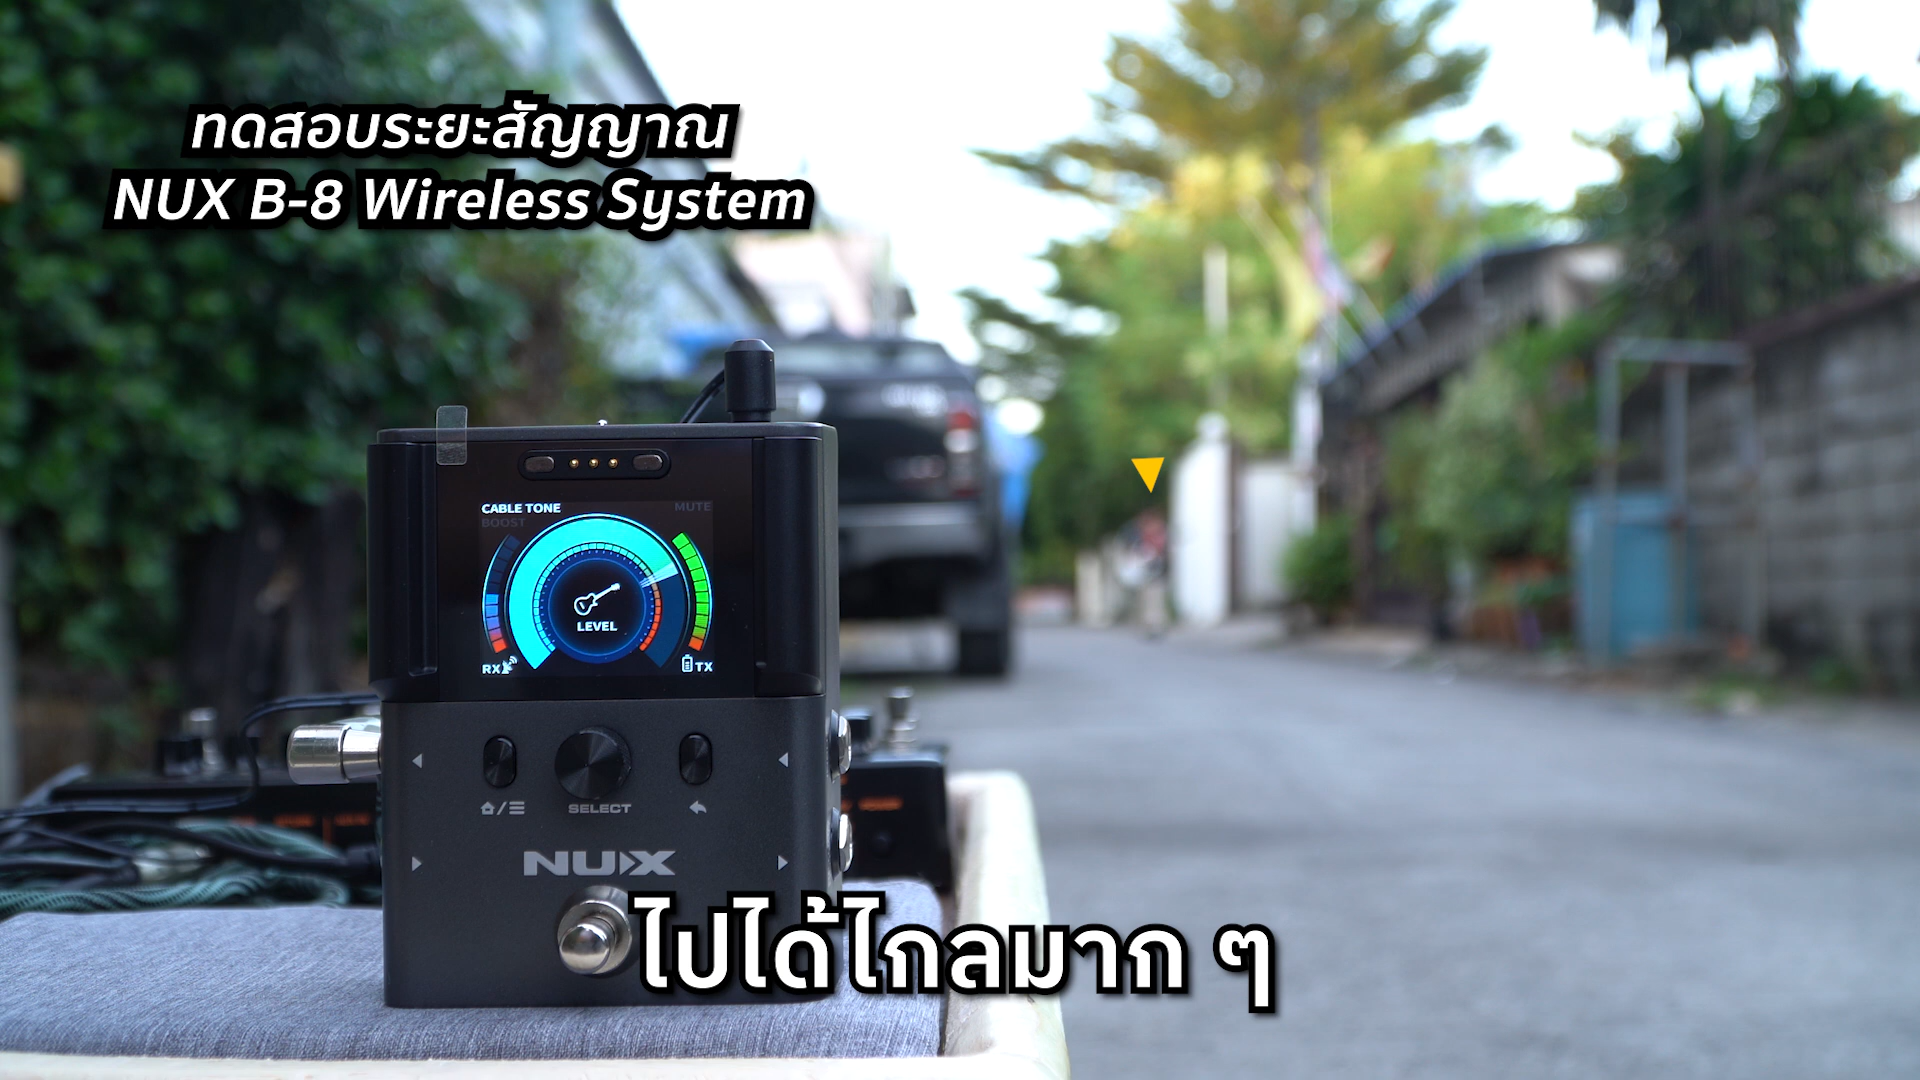 ทดสอบระยะสัญญาณ
NUX B-8 Wireless System
CABLE TONE
MUTE
BOOST
LEVEL
RX
TX
SELECT
NUX
ไปได้ไกลมาก ๆ